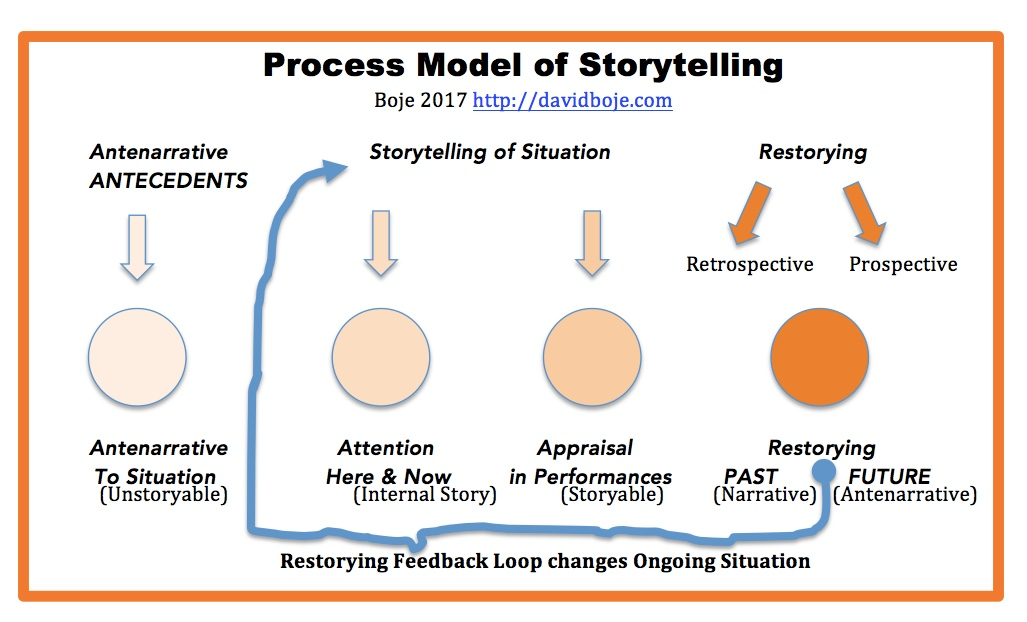 Process Model of Storytelling
Boje 2017 http://davidboje.com
Antenarrative
ANTECEDENTS
Storytelling of Situation
Restorying
Retrospective
Prospective
Antenarrative
To Situation
(Unstoryable)
Attention
Here & Now
(Internal Story)
Appraisal
in Performances
(Storyable)
Restorying
PAST
(Narrative)
FUTURE
(Antenarrative)
Restorying Feedback Loop changes Ongoing Situation